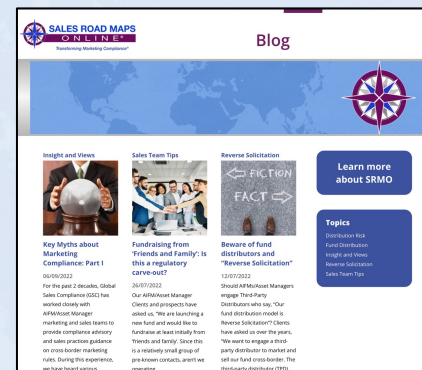 SALES ROAD MAPS
ONLINE®
Transforming Marketing Compliance®
Blog
Insight and Views
Key Myths about
Marketing
Compliance: Part I
06/09/2022
For the past 2 decades, Global
Sales Compliance (GSC) has
worked closely with
AIFM/Asset Manager
marketing and sales teams to
provide compliance advisory
and sales practices guidance
on cross-border marketing
rules. During this experience,
we have heard various
Sales Team Tips
Fundraising from
'Friends and Family': Is
this a regulatory
carve-out?
26/07/2022
Our AIFM/Asset Manager
Clients and prospects have
asked us, "We are launching a
new fund and would like to
fundraise at least initially from
'friends and family'. Since this
is a relatively small group of
pre-known contacts, aren't we
operating
Reverse Solicitation
FICTION
FACT
Beware of fund
distributors and
"Reverse Solicitation"
12/07/2022
Should AIFMs/Asset Managers
engage Third-Party
Distributors who say, "Our
fund distribution model is
Reverse Solicitation"? Clients
have asked us over the years,
"We want to engage a third-
party distributor to market and
sell our fund cross-border. The
third-party distributor (TPD)
Learn more
about SRMO
Topics
Distribution Risk
Fund Distribution
Insight and Views
Reverse Solicitation
Sales Team Tips